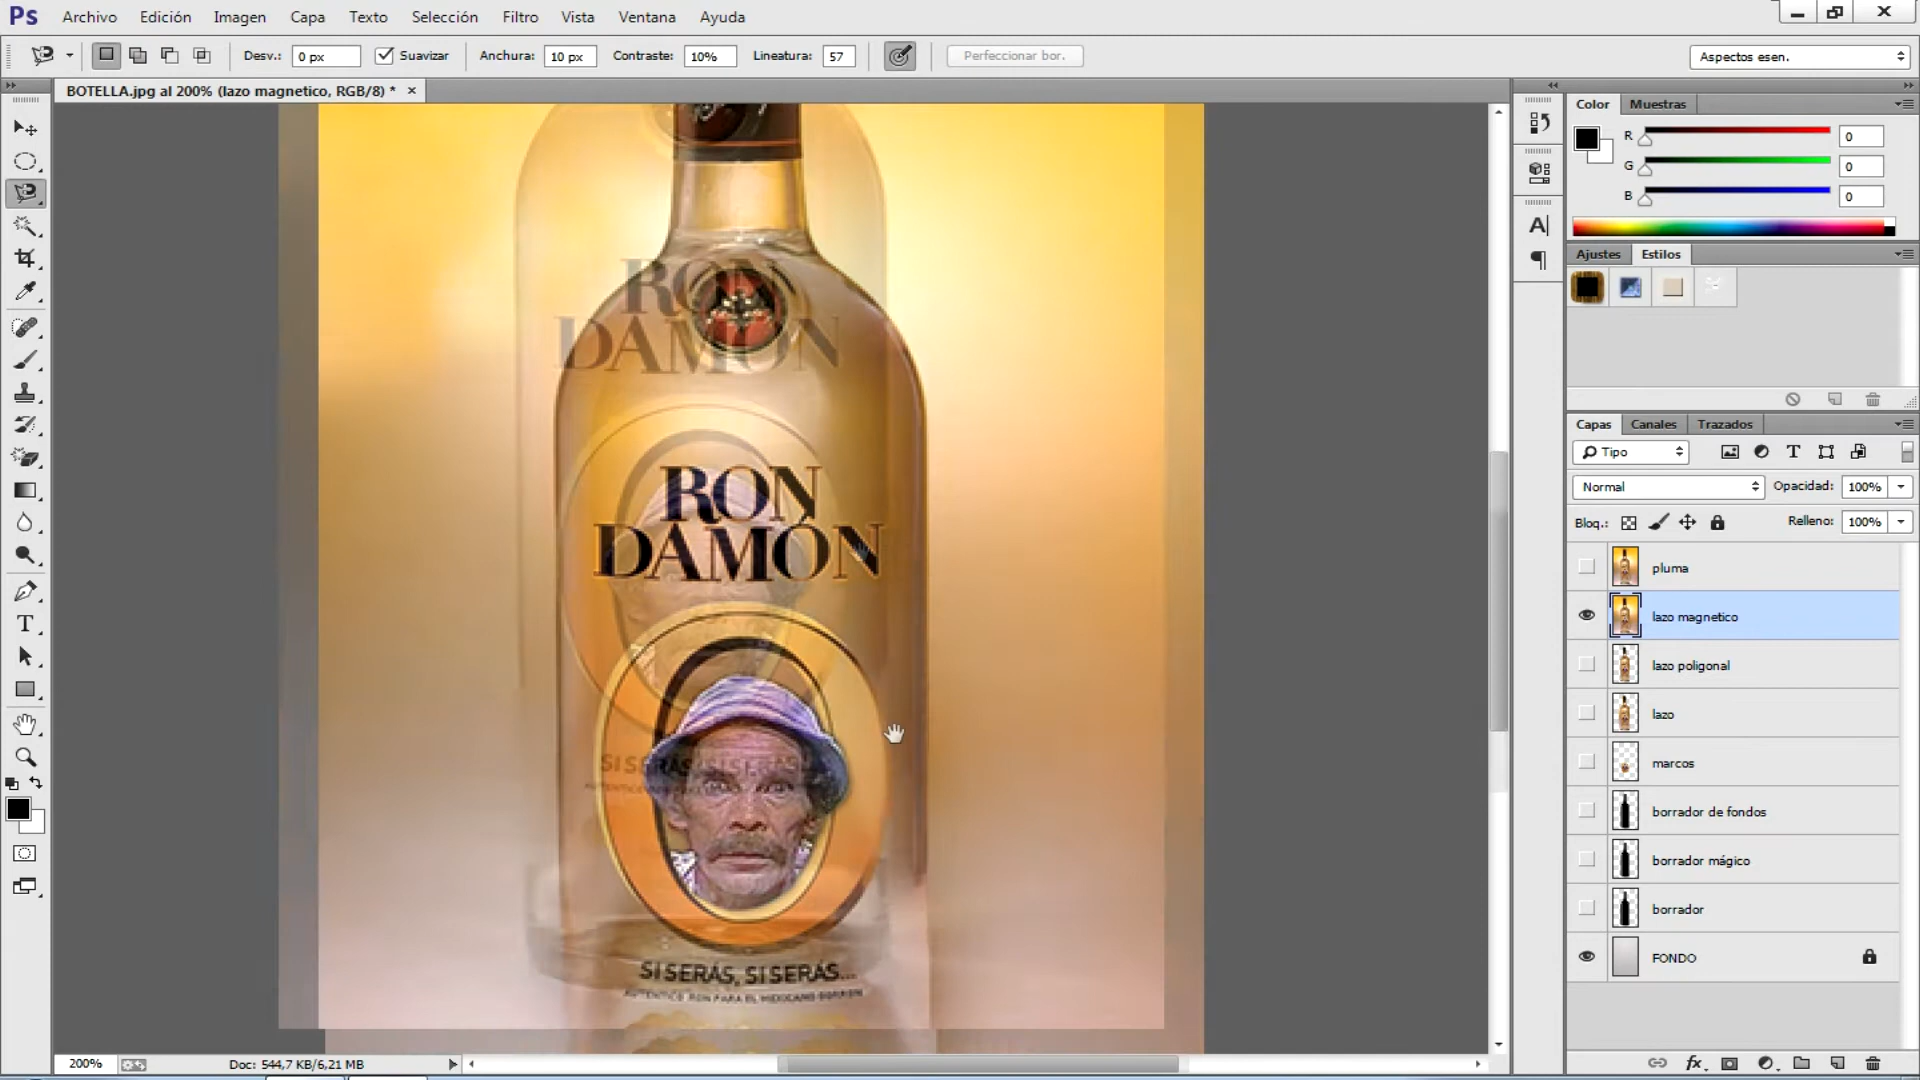 Ps Archivo Edición Imagen Capa Texto Selección Filtro Vista Ventana Ayuda
Desv.: 0 px Suavizar Anchura: 10 px Contraste: 10% Lineatura: 57 Perfeccionar bor. Aspectos esen.
BOTELLA.jpg al 200% (lazo magnetico, RGB/8) * ×
Color Muestras
R 0
G 0
B 0
Ajustes Estilos
Capas Canales Trazados
Tipo
Normal Opacidad: 100%
Bloq.: Relleno: 100%
pluma
lazo magnetico
lazo poligonal
lazo
marcos
borrador de fondos
borrador mágico
borrador
FONDO
RON
DAMON
RON
DAMÓN
SI SERÁS, SI SERÁS...
SI SERÁS, SI SERÁS...
AUTENTICO RON PARA EL MEXICANO
200% Doc: 544,7 KB/6,21 MB